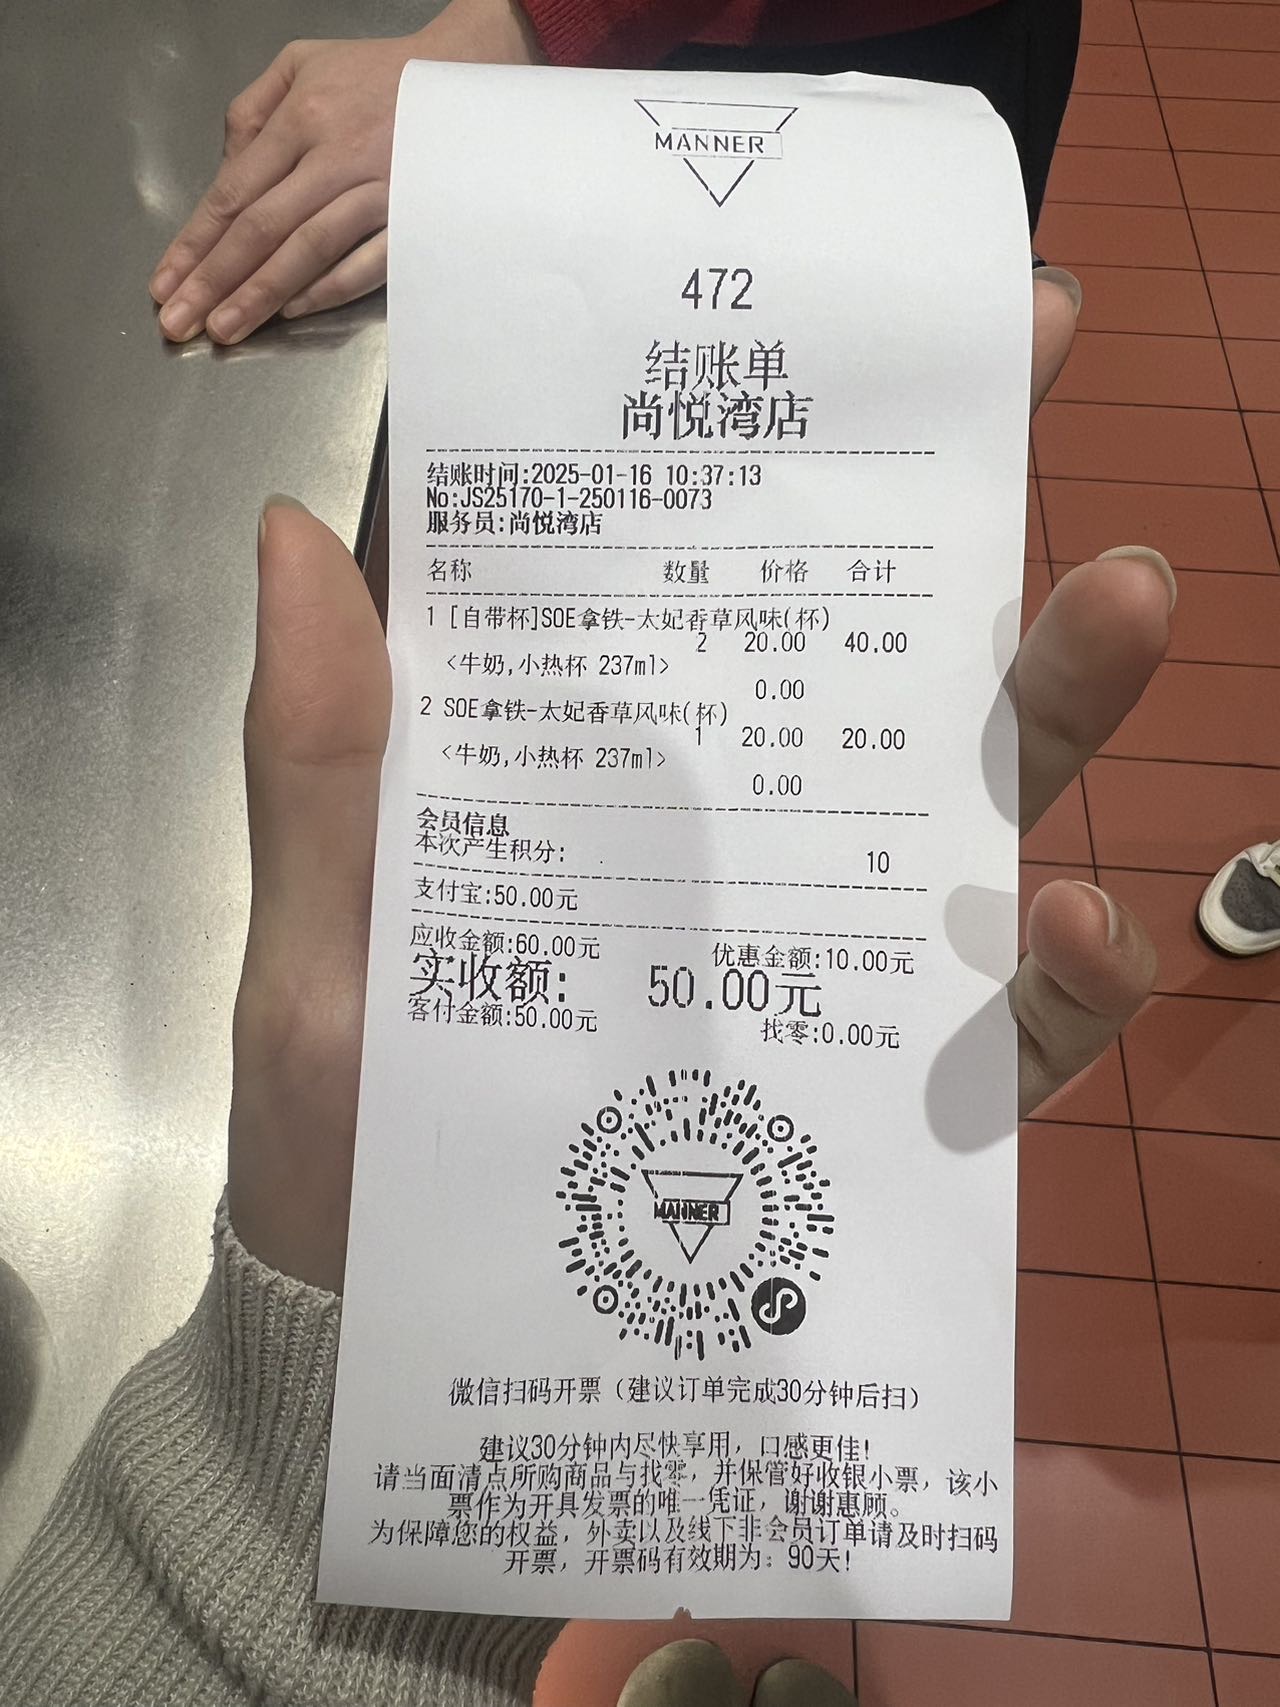 MANNER
472
结账单
尚悦湾店
结账时间:2025-01-16 10:37:13
No:JS25170-1-250116-0073
服务员:尚悦湾店
名称 数量 价格 合计
1 [自带杯]SOE拿铁-太妃香草风味(杯)
2 20.00 40.00
<牛奶,小热杯 237ml>
0.00
2 SOE拿铁-太妃香草风味(杯)
1 20.00 20.00
<牛奶,小热杯 237ml>
0.00
会员信息
本次产生积分: 10
支付宝:50.00元
应收金额:60.00元 优惠金额:10.00元
实收额: 50.00元
客付金额:50.00元 找零:0.00元
MANNER
微信扫码开票（建议订单完成30分钟后扫）
建议30分钟内尽快享用，口感更佳!
请当面清点所购商品与找零，并保管好收银小票，该小
票作为开具发票的唯一凭证，谢谢惠顾。
为保障您的权益，外卖以及线下非会员订单请及时扫码
开票，开票码有效期为：90天!